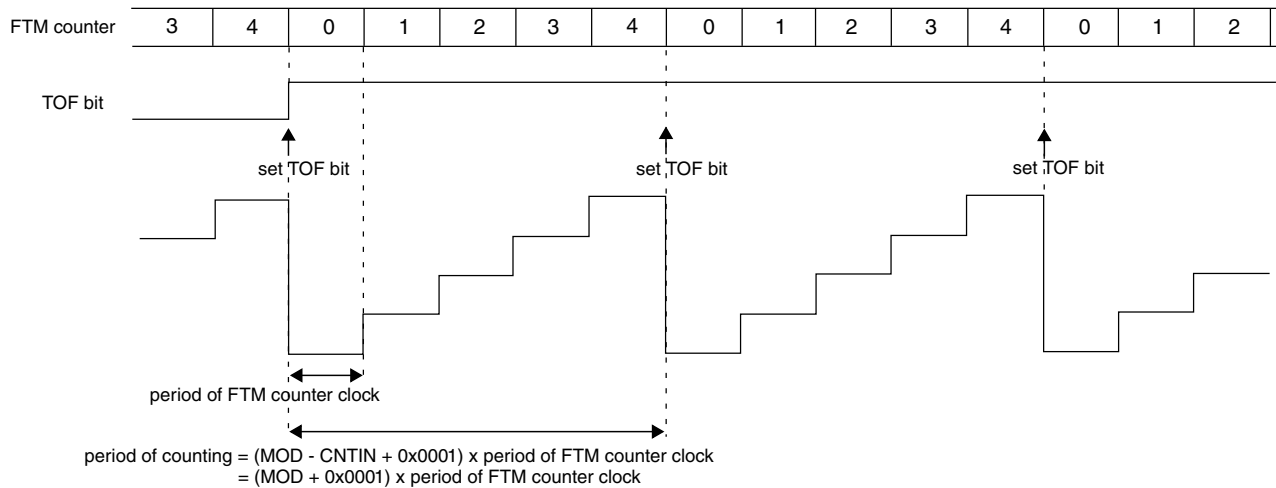 FTM counter 3 4 0 1 2 3 4 0 1 2 3 4 0 1 2
TOF bit
set TOF bit set TOF bit set TOF bit
period of FTM counter clock
period of counting = (MOD - CNTIN + 0x0001) x period of FTM counter clock
= (MOD + 0x0001) x period of FTM counter clock